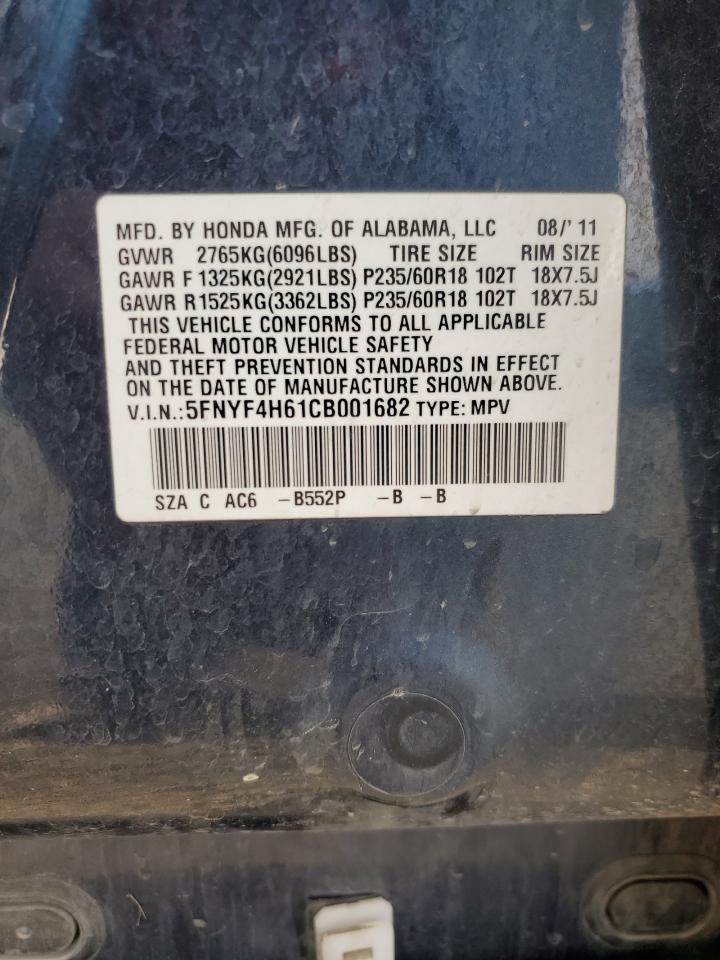 MFD. BY HONDA MFG. OF ALABAMA, LLC 08/'11
GVWR 2765KG(6096LBS) TIRE SIZE RIM SIZE
GAWR F 1325KG(2921LBS) P235/60R18 102T 18X7.5J
GAWR R1525KG(3362LBS) P235/60R18 102T 18X7.5J
THIS VEHICLE CONFORMS TO ALL APPLICABLE
FEDERAL MOTOR VEHICLE SAFETY
AND THEFT PREVENTION STANDARDS IN EFFECT
ON THE DATE OF MANUFACTURE SHOWN ABOVE.
V.I.N.:5FNYF4H61CB001682 TYPE: MPV
SZA C AC6 -B552P -B -B